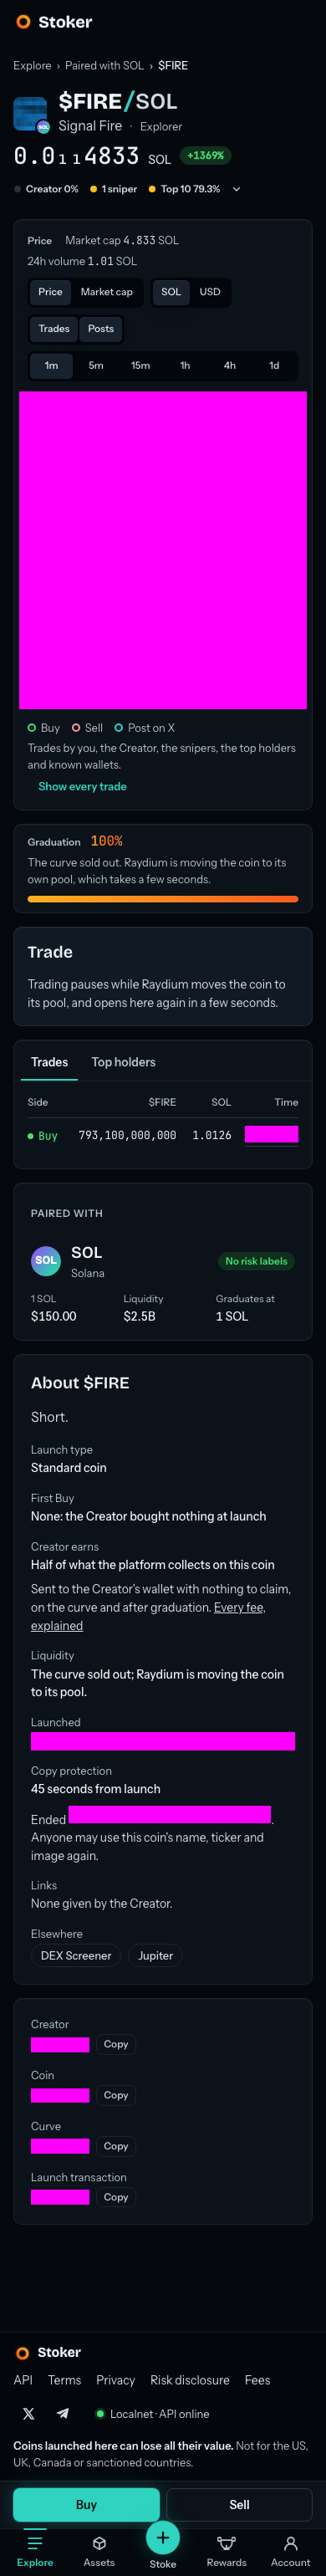 Stoker
Explore › Paired with SOL › $FIRE
$FIRE/SOL
SOL
Signal Fire · Explorer
0.0114833 SOL +1369%
Creator 0% 1 sniper Top 10 79.3%
Price Market cap 4.833 SOL
24h volume 1.01 SOL
Price Market cap SOL USD
Trades Posts
1m 5m 15m 1h 4h 1d
Buy Sell Post on X
Trades by you, the Creator, the snipers, the top holders
and known wallets.
Show every trade
Graduation 100%
The curve sold out. Raydium is moving the coin to its
own pool, which takes a few seconds.
Trade
Trading pauses while Raydium moves the coin to
its pool, and opens here again in a few seconds.
Trades Top holders
Side $FIRE SOL Time
Buy 793,100,000,000 1.0126
PAIRED WITH
SOL SOL
Solana
No risk labels
1 SOL Liquidity Graduates at
$150.00 $2.5B 1 SOL
About $FIRE
Short.
Launch type
Standard coin
First Buy
None: the Creator bought nothing at launch
Creator earns
Half of what the platform collects on this coin
Sent to the Creator's wallet with nothing to claim,
on the curve and after graduation. Every fee,
explained
Liquidity
The curve sold out; Raydium is moving the coin
to its pool.
Launched
Copy protection
45 seconds from launch
Ended .
Anyone may use this coin's name, ticker and
image again.
Links
None given by the Creator.
Elsewhere
DEX Screener Jupiter
Creator
Copy
Coin
Copy
Curve
Copy
Launch transaction
Copy
Stoker
API Terms Privacy Risk disclosure Fees
Localnet · API online
Coins launched here can lose all their value. Not for the US,
UK, Canada or sanctioned countries.
Buy Sell
Explore Assets Stoke Rewards Account